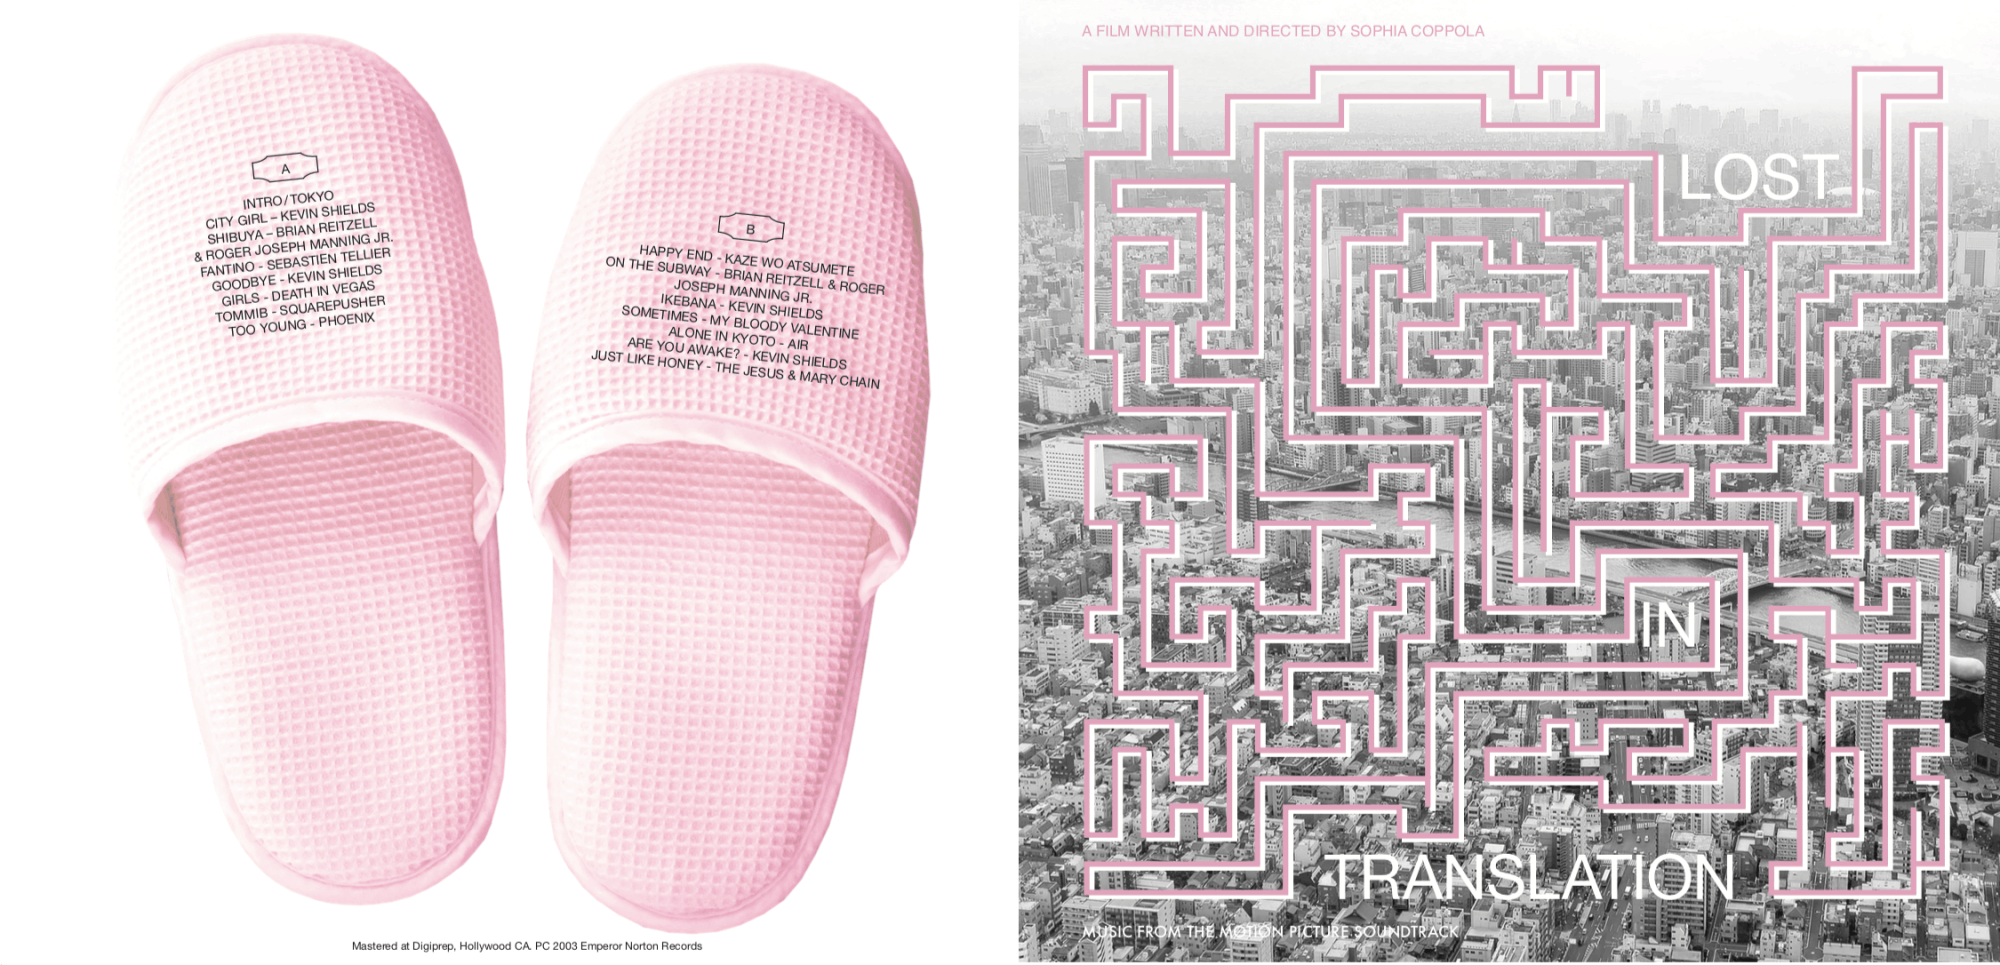 A
INTRO/TOKYO
CITY GIRL – KEVIN SHIELDS
SHIBUYA – BRIAN REITZELL
& ROGER JOSEPH MANNING JR.
FANTINO - SEBASTIEN TELLIER
GOODBYE - KEVIN SHIELDS
GIRLS - DEATH IN VEGAS
TOMMIB - SQUAREPUSHER
TOO YOUNG - PHOENIX
B
HAPPY END - KAZE WO ATSUMETE
ON THE SUBWAY - BRIAN REITZELL & ROGER
JOSEPH MANNING JR.
IKEBANA - KEVIN SHIELDS
SOMETIMES - MY BLOODY VALENTINE
ALONE IN KYOTO - AIR
ARE YOU AWAKE? - KEVIN SHIELDS
JUST LIKE HONEY - THE JESUS & MARY CHAIN
Mastered at Digiprep, Hollywood CA. PC 2003 Emperor Norton Records
A FILM WRITTEN AND DIRECTED BY SOPHIA COPPOLA
LOST
IN
TRANSLATION
MUSIC FROM THE MOTION PICTURE SOUNDTRACK